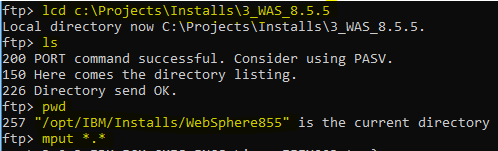 ftp> lcd c:\Projects\Installs\3_WAS_8.5.5
Local directory now C:\Projects\Installs\3_WAS_8.5.5.
ftp> ls
200 PORT command successful. Consider using PASV.
150 Here comes the directory listing.
226 Directory send OK.
ftp> pwd
257 "/opt/IBM/Installs/WebSphere855" is the current directory
ftp> mput *.*